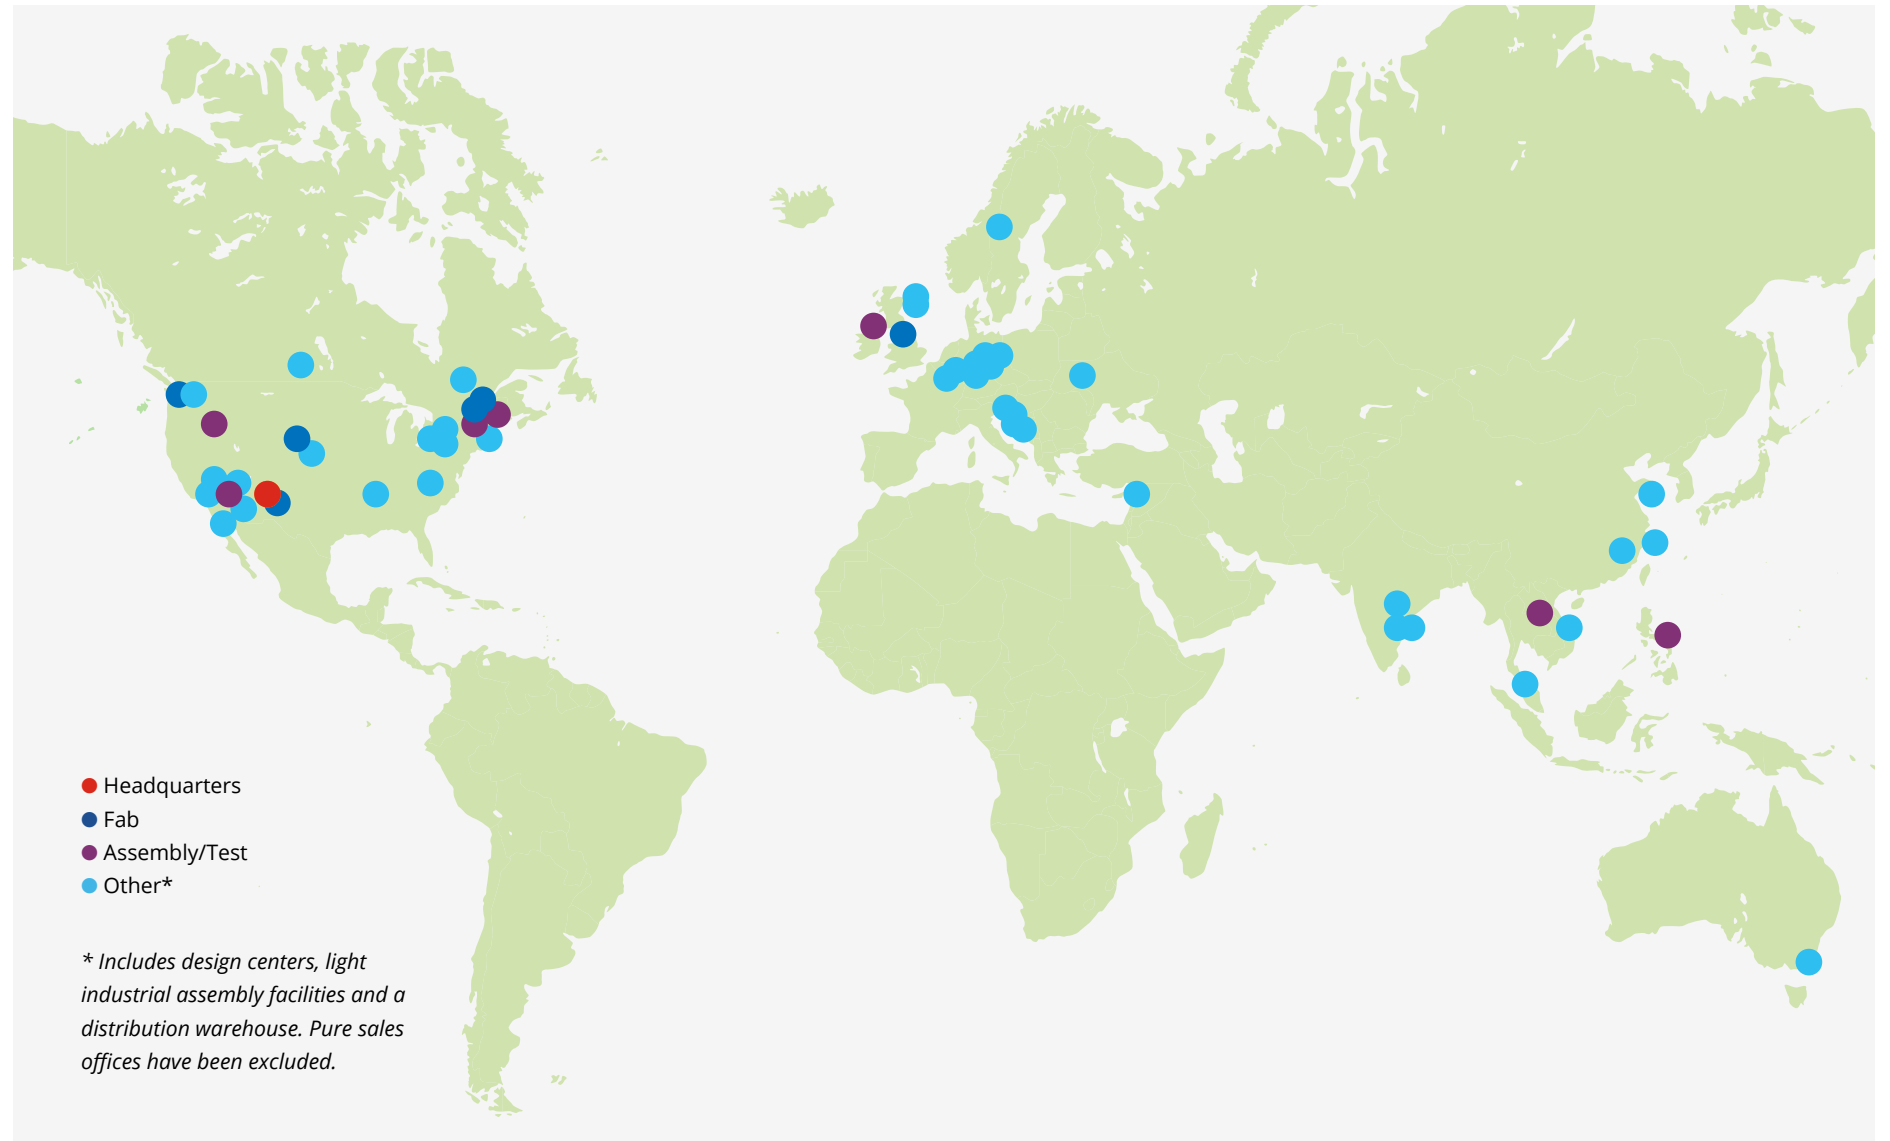 Headquarters
Fab
Assembly/Test
Other*
* Includes design centers, light
industrial assembly facilities and a
distribution warehouse. Pure sales
offices have been excluded.